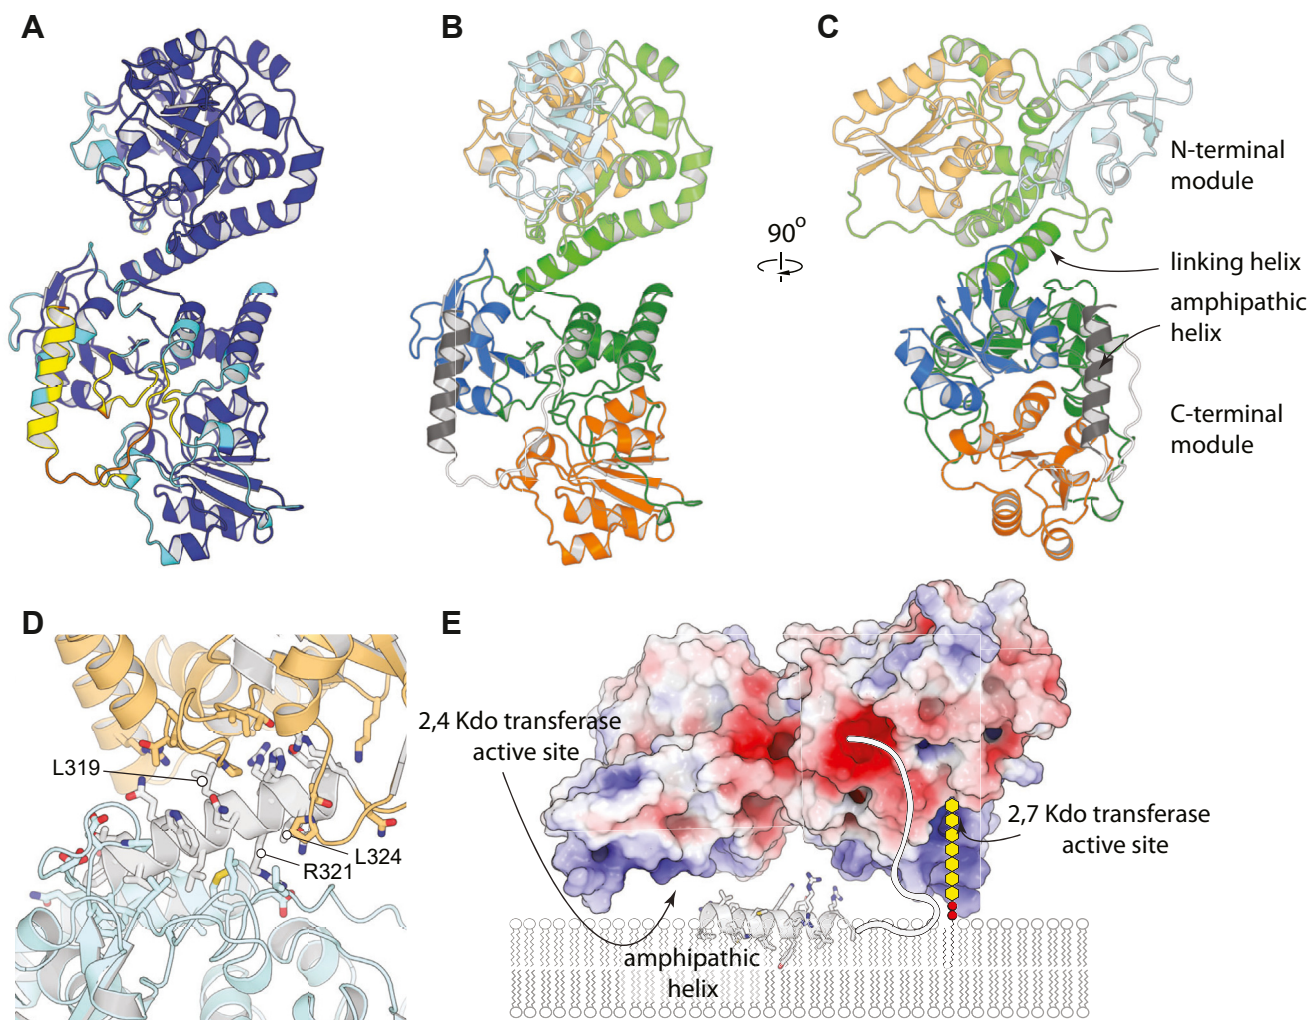 A
B
C
N-terminal
module
90o
linking helix
amphipathic
helix
C-terminal
module
D
E
2,4 Kdo transferase
active site
L319
2,7 Kdo transferase
active site
L324
R321
amphipathic
helix